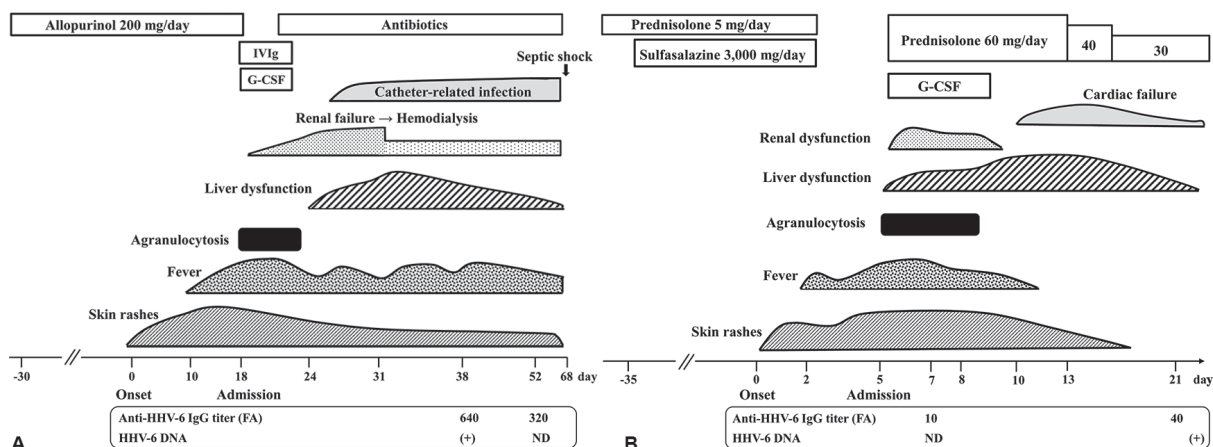 Allopurinol 200 mg/day
Antibiotics
IVIg
G-CSF
Septic shock
Catheter-related infection
Renal failure → Hemodialysis
Liver dysfunction
Agranulocytosis
Fever
Skin rashes
-30 0 10 18 24 31 38 52 68 day
Onset Admission
Anti-HHV-6 IgG titer (FA) 640 320
HHV-6 DNA (+) ND
A
Prednisolone 5 mg/day
Sulfasalazine 3,000 mg/day
Prednisolone 60 mg/day
40
30
G-CSF
Cardiac failure
Renal dysfunction
Liver dysfunction
Agranulocytosis
Fever
Skin rashes
-35 0 2 5 7 8 10 13 21 day
Onset Admission
Anti-HHV-6 IgG titer (FA) 10 40
HHV-6 DNA ND (+)
B